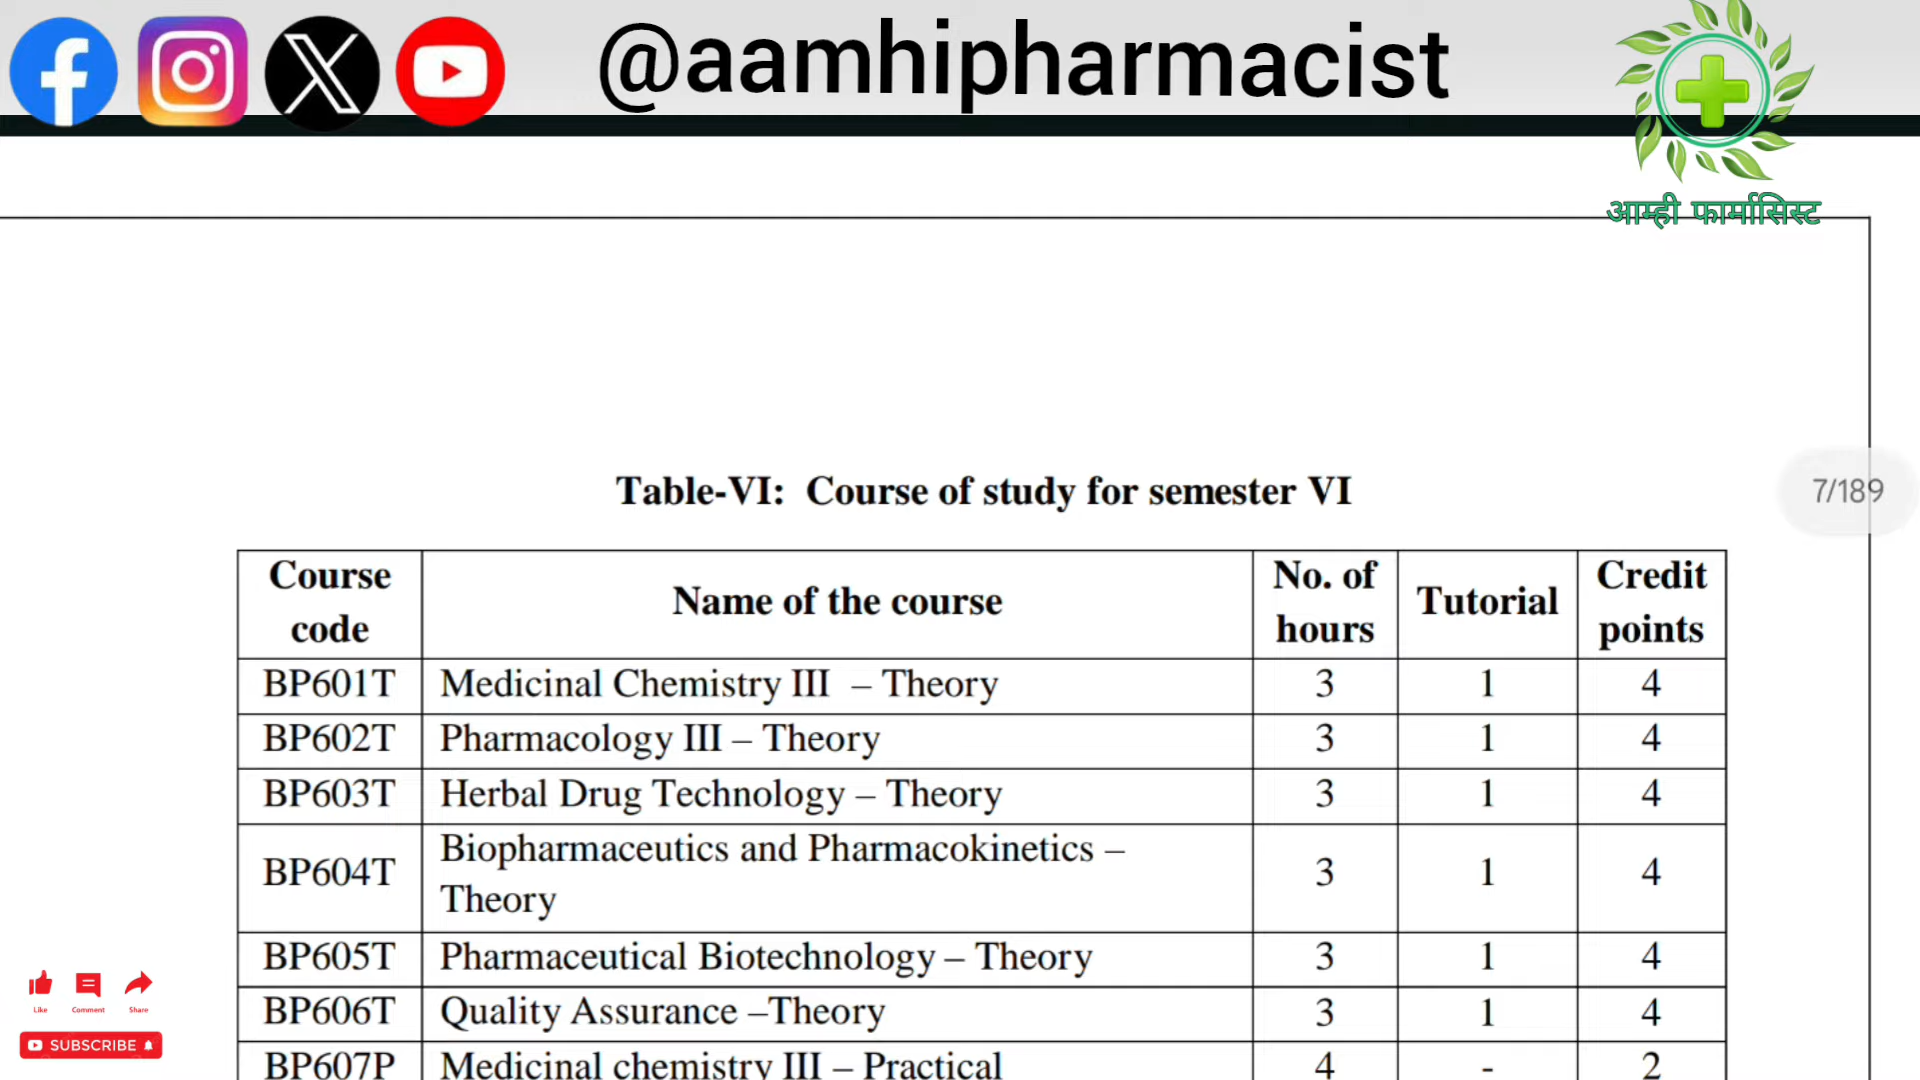 @aamhipharmacist
आम्ही फार्मासिस्ट
7/189
Table-VI: Course of study for semester VI
Course code | Name of the course | No. of hours | Tutorial | Credit points
BP601T | Medicinal Chemistry III – Theory | 3 | 1 | 4
BP602T | Pharmacology III – Theory | 3 | 1 | 4
BP603T | Herbal Drug Technology – Theory | 3 | 1 | 4
BP604T | Biopharmaceutics and Pharmacokinetics – Theory | 3 | 1 | 4
BP605T | Pharmaceutical Biotechnology – Theory | 3 | 1 | 4
BP606T | Quality Assurance –Theory | 3 | 1 | 4
BP607P | Medicinal chemistry III – Practical | 4 | - | 2
Like Comment Share
SUBSCRIBE